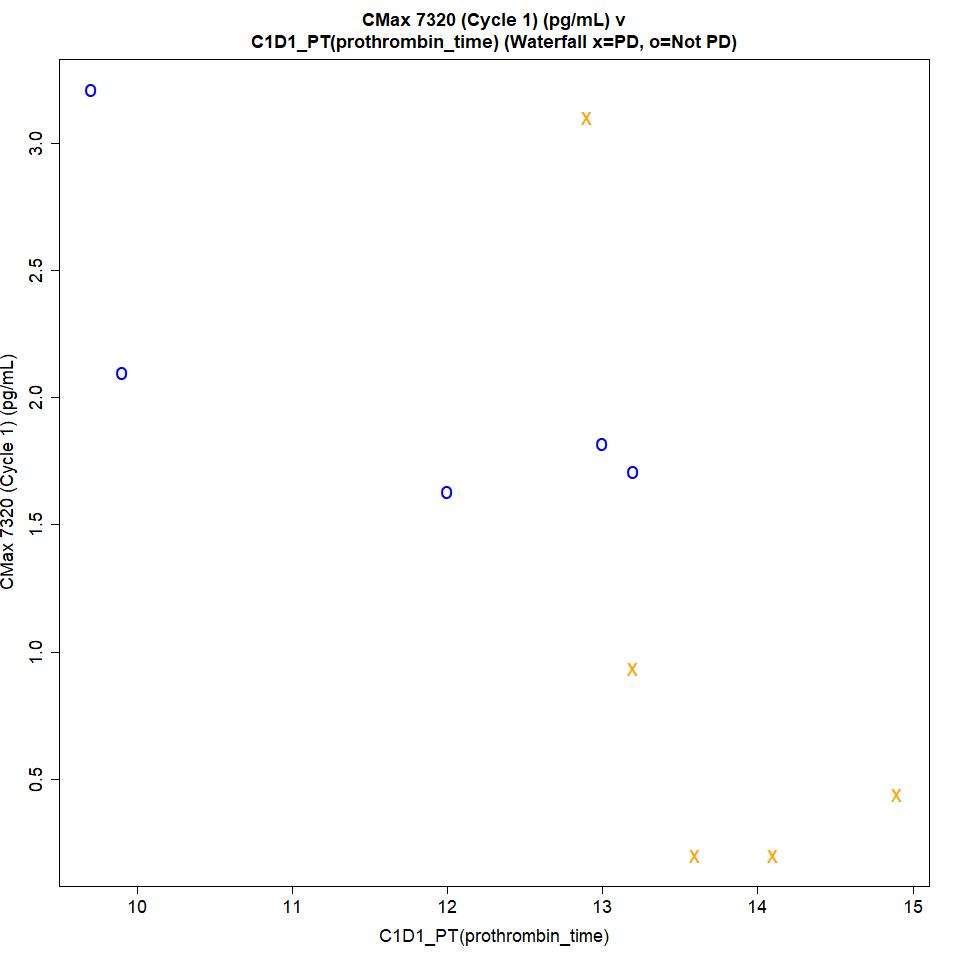 CMax 7320 (Cycle 1) (pg/mL) v
C1D1_PT(prothrombin_time) (Waterfall x=PD, o=Not PD)
CMax 7320 (Cycle 1) (pg/mL)
3.0
2.5
2.0
1.5
1.0
0.5
o
x
o
o
o
o
x
x
x
x
10 11 12 13 14 15
C1D1_PT(prothrombin_time)